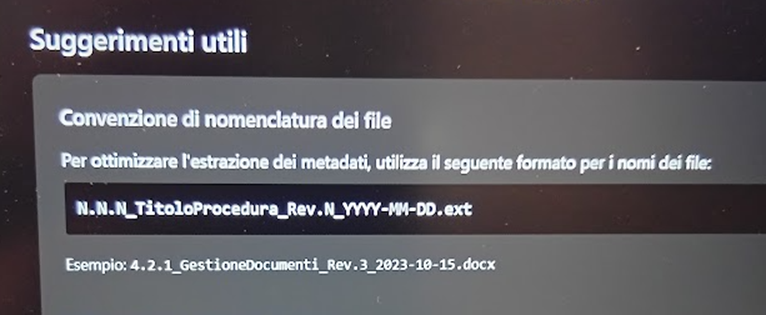 Suggerimenti utili
Convenzione di nomenclatura dei file
Per ottimizzare l'estrazione dei metadati, utilizza il seguente formato per i nomi dei file:
N.N.N_TitoloProcedura_Rev.N_YYYY-MM-DD.ext
Esempio: 4.2.1_GestioneDocumenti_Rev.3_2023-10-15.docx